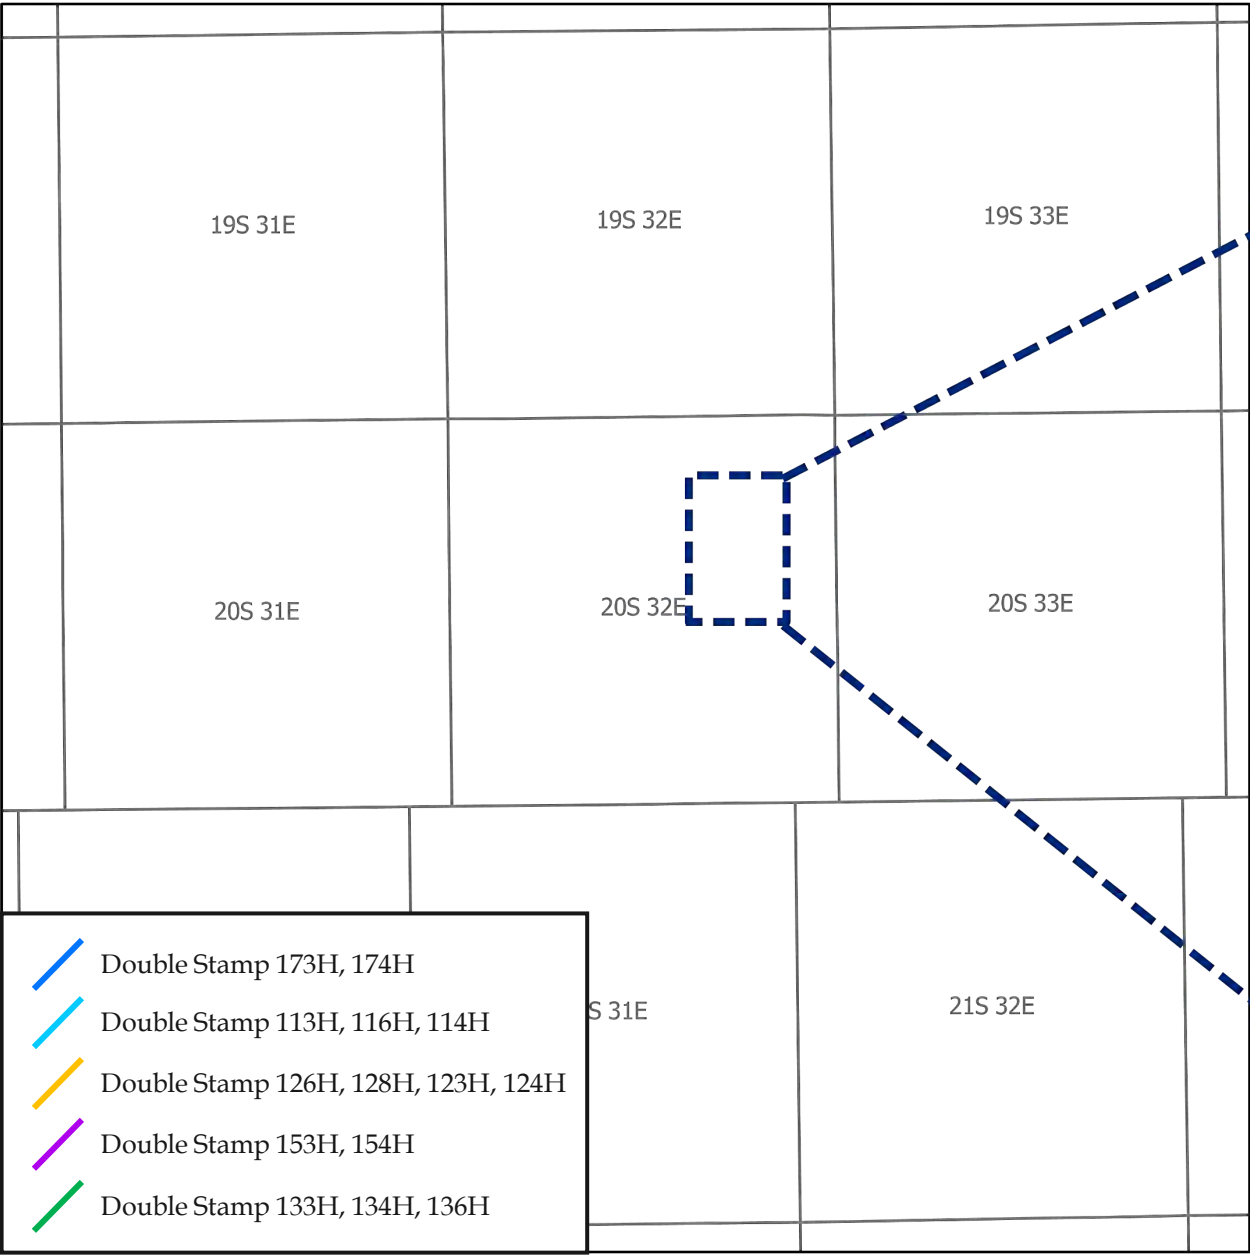 19S 31E
19S 32E
19S 33E
20S 31E
20S 32E
20S 33E
S 31E
21S 32E
Double Stamp 173H, 174H
Double Stamp 113H, 116H, 114H
Double Stamp 126H, 128H, 123H, 124H
Double Stamp 153H, 154H
Double Stamp 133H, 134H, 136H